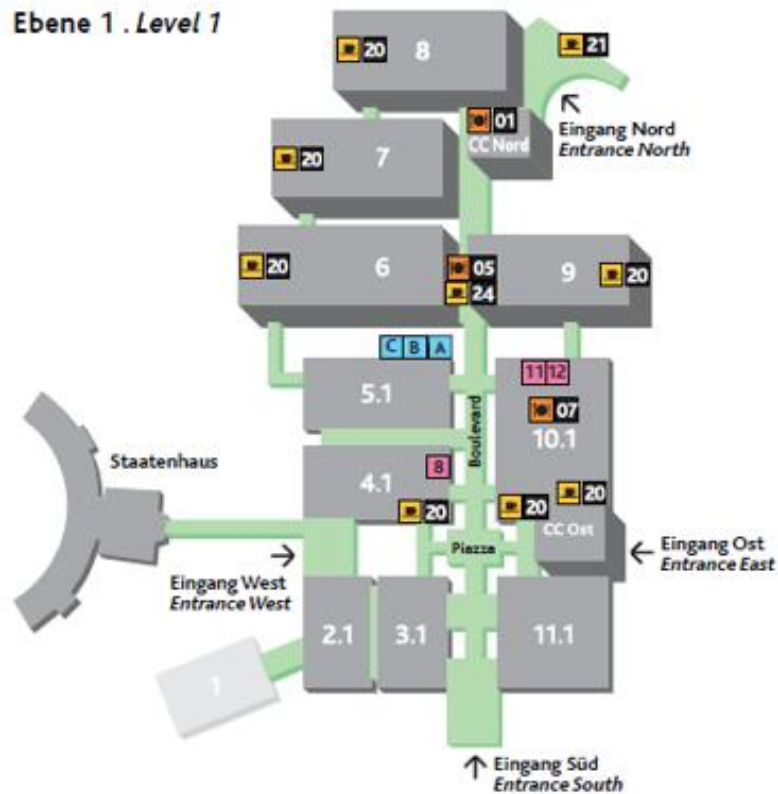 Ebene 1 . Level 1
20
8
21
01
CC Nord
Eingang Nord
Entrance North
20
7
20
6
05
24
9
20
C B A
11 12
5.1
07
10.1
Boulevard
Staatenhaus
8
4.1
20
20
20
CC Ost
Piazza
Eingang West
Entrance West
Eingang Ost
Entrance East
2.1
3.1
11.1
1
Eingang Süd
Entrance South